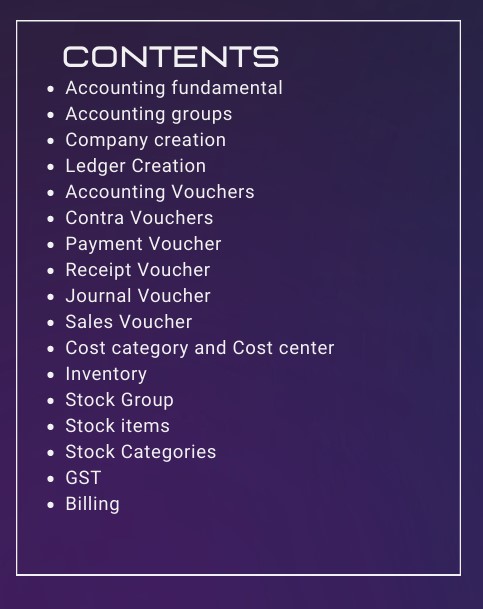 CONTENTS
• Accounting fundamental
• Accounting groups
• Company creation
• Ledger Creation
• Accounting Vouchers
• Contra Vouchers
• Payment Voucher
• Receipt Voucher
• Journal Voucher
• Sales Voucher
• Cost category and Cost center
• Inventory
• Stock Group
• Stock items
• Stock Categories
• GST
• Billing